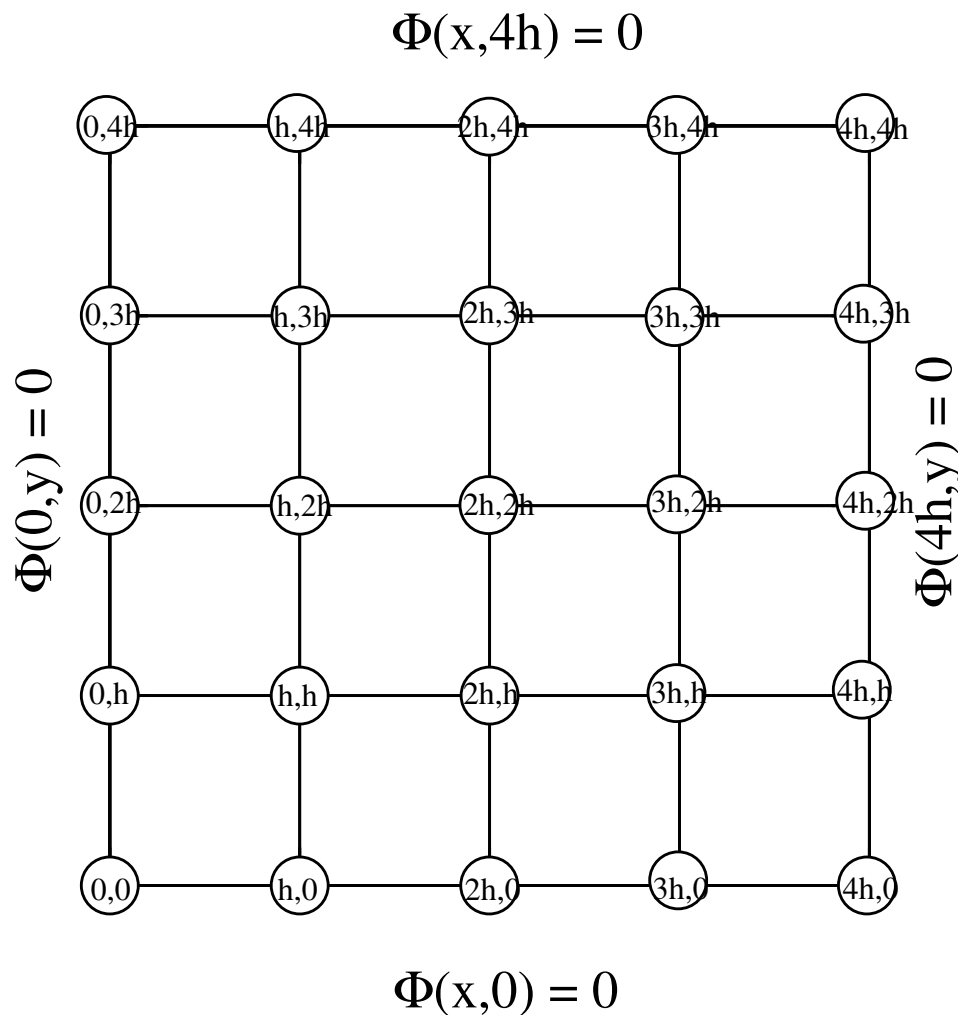 Φ(x,4h) = 0
0,4h h,4h 2h,4h 3h,4h 4h,4h
0,3h h,3h 2h,3h 3h,3h 4h,3h
Φ(0,y) = 0
Φ(4h,y) = 0
0,2h h,2h 2h,2h 3h,2h 4h,2h
0,h h,h 2h,h 3h,h 4h,h
0,0 h,0 2h,0 3h,0 4h,0
Φ(x,0) = 0